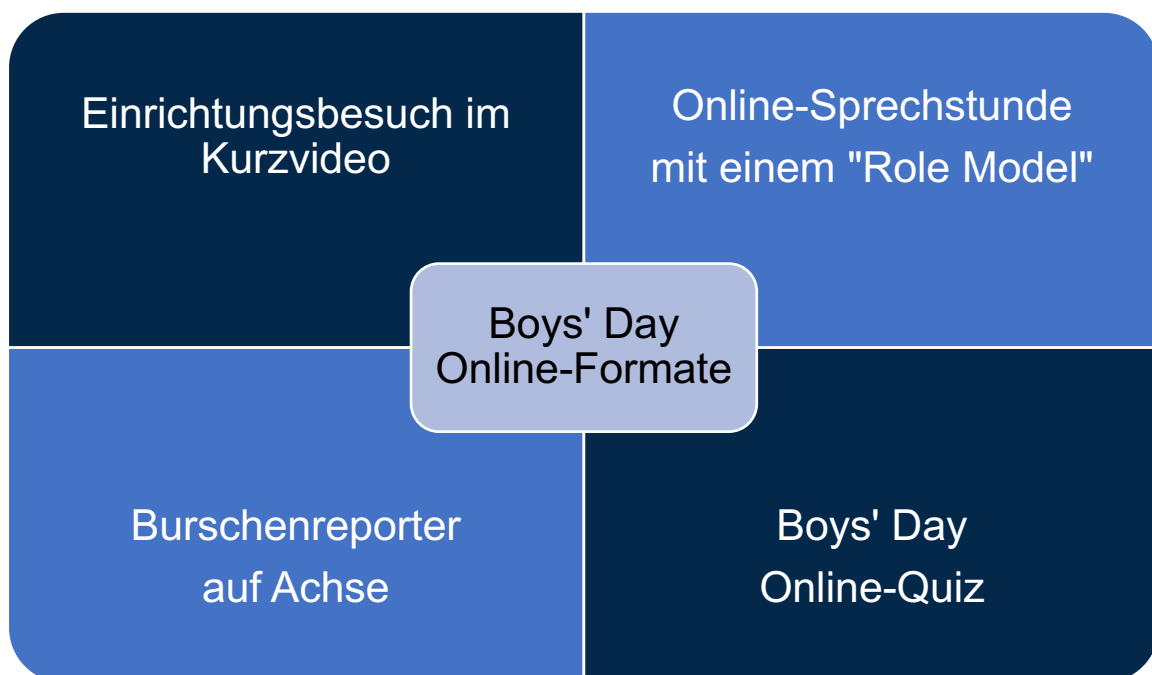 Einrichtungsbesuch im
Kurzvideo
Online-Sprechstunde
mit einem "Role Model"
Boys' Day
Online-Formate
Burschenreporter
auf Achse
Boys' Day
Online-Quiz